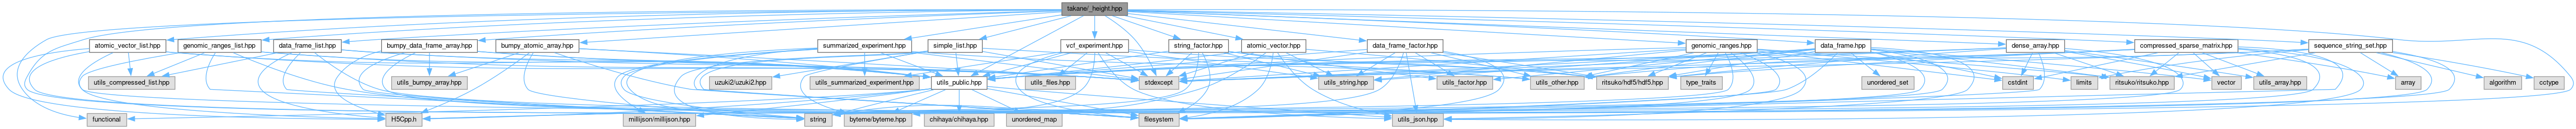 takane/_height.hpp
atomic_vector_list.hpp
genomic_ranges_list.hpp
data_frame_list.hpp
bumpy_data_frame_array.hpp
bumpy_atomic_array.hpp
summarized_experiment.hpp
simple_list.hpp
vcf_experiment.hpp
string_factor.hpp
atomic_vector.hpp
data_frame_factor.hpp
genomic_ranges.hpp
data_frame.hpp
dense_array.hpp
compressed_sparse_matrix.hpp
sequence_string_set.hpp
utils_compressed_list.hpp
utils_bumpy_array.hpp
uzuki2/uzuki2.hpp
utils_summarized_experiment.hpp
utils_public.hpp
utils_files.hpp
stdexcept
utils_string.hpp
utils_factor.hpp
utils_other.hpp
ritsuko/hdf5/hdf5.hpp
type_traits
unordered_set
cstdint
limits
ritsuko/ritsuko.hpp
vector
utils_array.hpp
array
algorithm
cctype
functional
H5Cpp.h
millijson/millijson.hpp
string
byteme/byteme.hpp
chihaya/chihaya.hpp
unordered_map
filesystem
utils_json.hpp